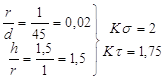 r/d = 1/45 = 0,02
h/r = 1,5/1 = 1,5
} Kσ = 2
Kτ = 1,75